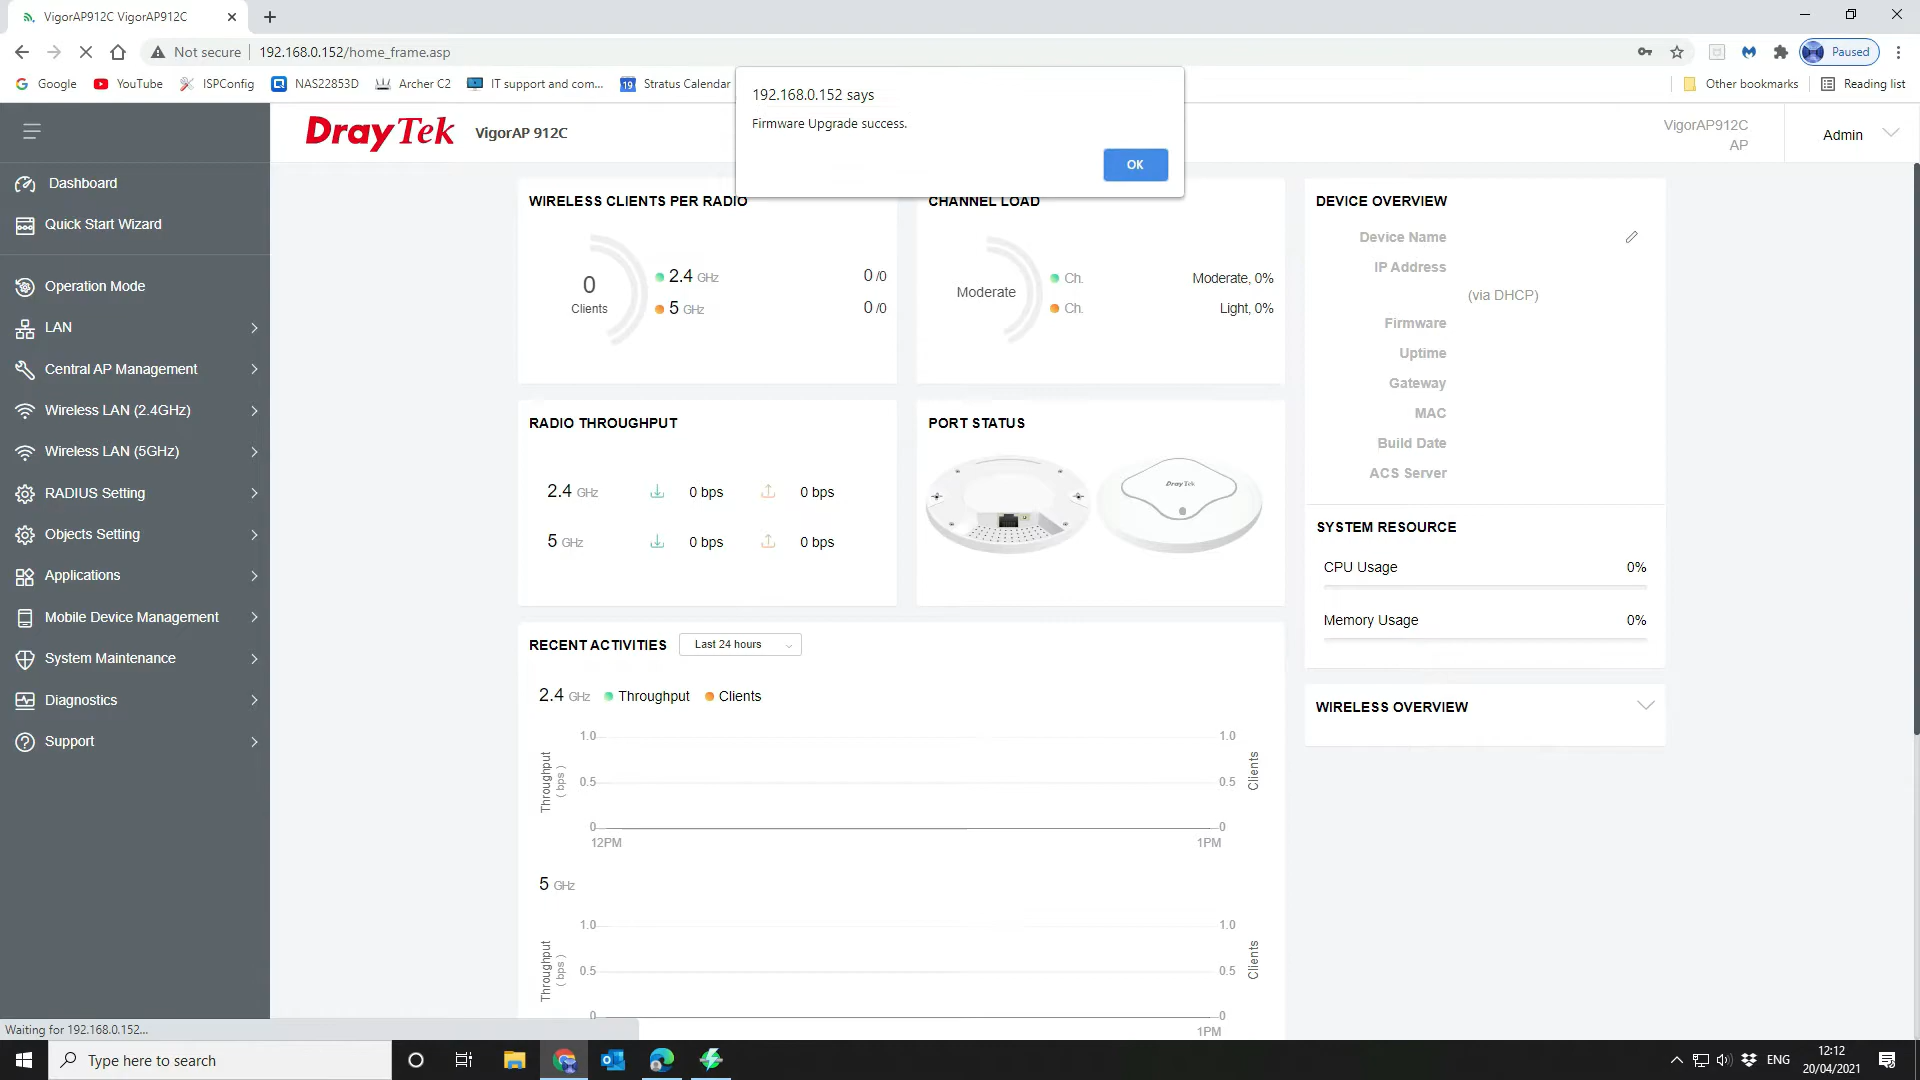 VigorAP912C VigorAP912C
Not secure
192.168.0.152/home_frame.asp
Paused
Google
YouTube
ISPConfig
NAS22853D
Archer C2
IT support and com...
19
Stratus Calendar
Other bookmarks
Reading list
192.168.0.152 says
Firmware Upgrade success.
OK
DrayTek
VigorAP 912C
VigorAP912C
AP
Admin
Dashboard
Quick Start Wizard
Operation Mode
LAN
Central AP Management
Wireless LAN (2.4GHz)
Wireless LAN (5GHz)
RADIUS Setting
Objects Setting
Applications
Mobile Device Management
System Maintenance
Diagnostics
Support
WIRELESS CLIENTS PER RADIO
0
Clients
2.4 GHz 0 /0
5 GHz 0 /0
CHANNEL LOAD
Moderate
Ch. Moderate, 0%
Ch. Light, 0%
RADIO THROUGHPUT
2.4 GHz 0 bps 0 bps
5 GHz 0 bps 0 bps
PORT STATUS
DrayTek
RECENT ACTIVITIES
Last 24 hours
2.4 GHz Throughput Clients
1.0 1.0
0.5 0.5
0 0
Throughput
( bps )
Clients
12PM 1PM
5 GHz
1.0 1.0
0.5 0.5
0 0
Throughput
( bps )
Clients
1PM
DEVICE OVERVIEW
Device Name
IP Address
(via DHCP)
Firmware
Uptime
Gateway
MAC
Build Date
ACS Server
SYSTEM RESOURCE
CPU Usage 0%
Memory Usage 0%
WIRELESS OVERVIEW
Waiting for 192.168.0.152...
Type here to search
ENG
12:12
20/04/2021